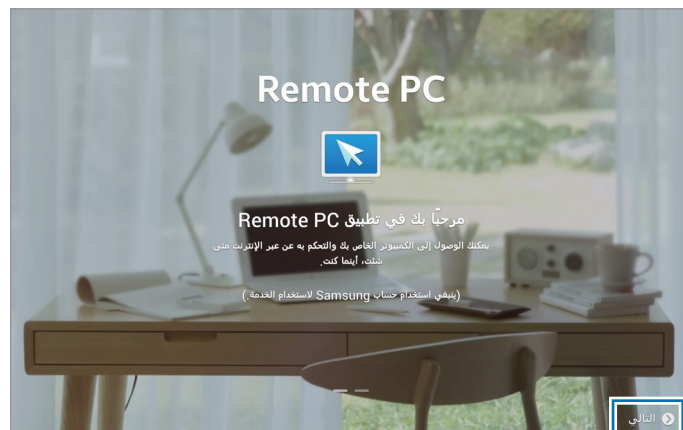 Remote PC
مرحبًا بك في تطبيق Remote PC
يمكنك الوصول إلى الكمبيوتر الخاص بك والتحكم به عن عبر الإنترنت متى
شئت، أينما كنت.
(ينبغي استخدام حساب Samsung لاستخدام الخدمة.)
التالي